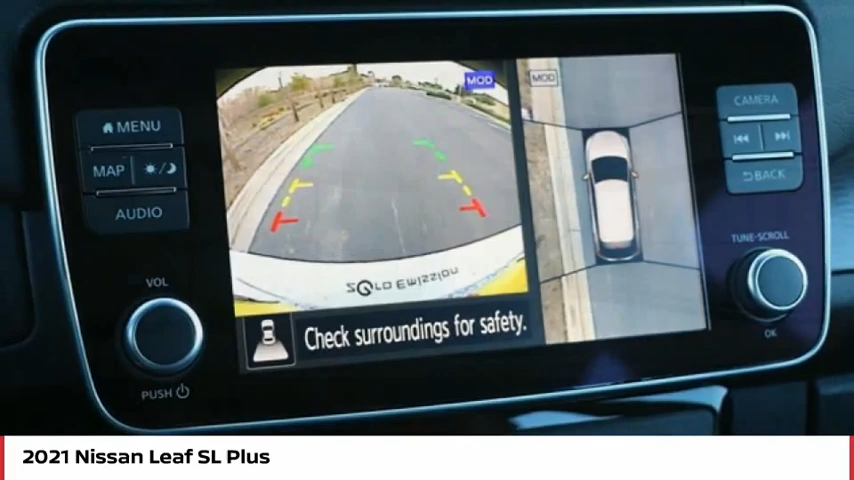 MENU
MAP
AUDIO
VOL
PUSH
MOD
MOD
Check surroundings for safety.
CAMERA
BACK
TUNE·SCROLL
OK
2021 Nissan Leaf SL Plus